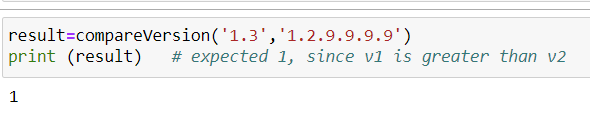 result=compareVersion('1.3','1.2.9.9.9.9')
print (result)   # expected 1, since v1 is greater than v2
1